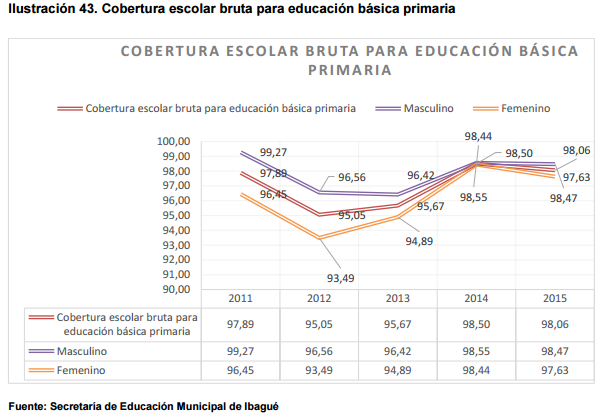 Ilustración 43. Cobertura escolar bruta para educación básica primaria
COBERTURA ESCOLAR BRUTA PARA EDUCACIÓN BÁSICA
PRIMARIA
Cobertura escolar bruta para educación básica primaria Masculino Femenino
100,00
99,00
98,00
97,00
96,00
95,00
94,00
93,00
92,00
91,00
90,00
99,27
97,89
96,45
96,56
95,05
93,49
96,42
95,67
94,89
98,44
98,50
98,55
98,06
97,63
98,47
2011 2012 2013 2014 2015
Cobertura escolar bruta para
educación básica primaria 97,89 95,05 95,67 98,50 98,06
Masculino 99,27 96,56 96,42 98,55 98,47
Femenino 96,45 93,49 94,89 98,44 97,63
Fuente: Secretaría de Educación Municipal de Ibagué